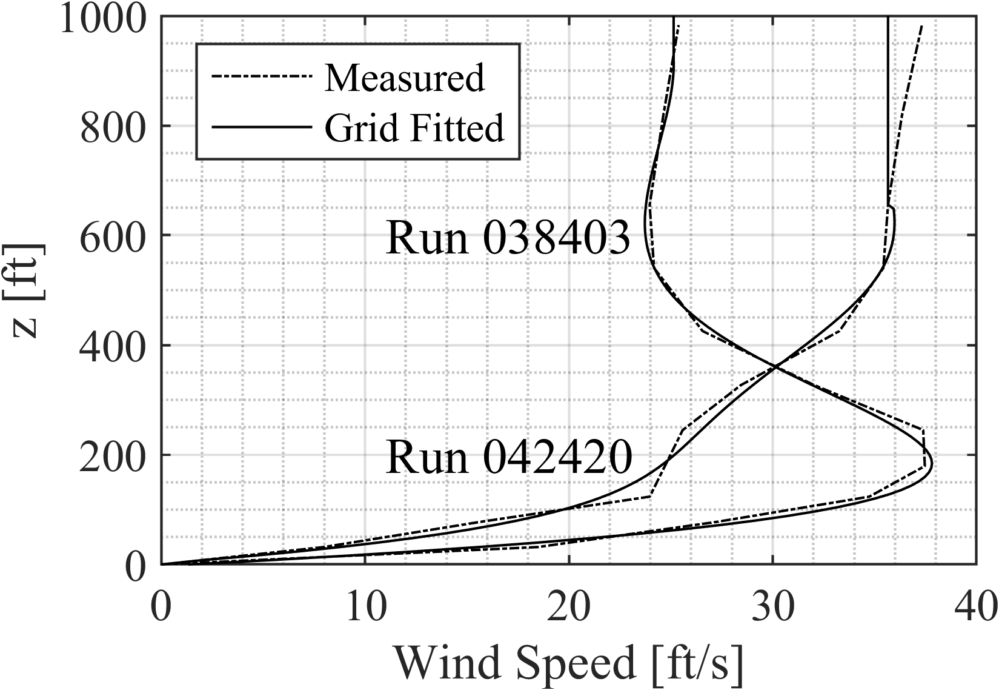 1000
800
600
400
200
0
z [ft]
Measured
Grid Fitted
Run 038403
Run 042420
0 10 20 30 40
Wind Speed [ft/s]